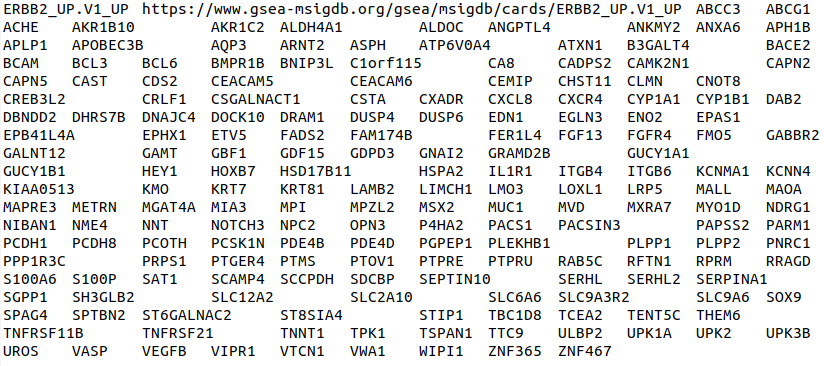 ERBB2_UP.V1_UP https://www.gsea-msigdb.org/gsea/msigdb/cards/ERBB2_UP.V1_UP ABCC3 ABCG1
ACHE AKR1B10 AKR1C2 ALDH4A1 ALDOC ANGPTL4 ANKMY2 ANXA6 APH1B
APLP1 APOBEC3B AQP3 ARNT2 ASPH ATP6V0A4 ATXN1 B3GALT4 BACE2
BCAM BCL3 BCL6 BMPR1B BNIP3L C1orf115 CA8 CADPS2 CAMK2N1 CAPN2
CAPN5 CAST CDS2 CEACAM5 CEACAM6 CEMIP CHST11 CLMN CNOT8
CREB3L2 CRLF1 CSGALNACT1 CSTA CXADR CXCL8 CXCR4 CYP1A1 CYP1B1 DAB2
DBNDD2 DHRS7B DNAJC4 DOCK10 DRAM1 DUSP4 DUSP6 EDN1 EGLN3 ENO2 EPAS1
EPB41L4A EPHX1 ETV5 FADS2 FAM174B FER1L4 FGF13 FGFR4 FMO5 GABBR2
GALNT12 GAMT GBF1 GDF15 GDPD3 GNAI2 GRAMD2B GUCY1A1
GUCY1B1 HEY1 HOXB7 HSD17B11 HSPA2 IL1R1 ITGB4 ITGB6 KCNMA1 KCNN4
KIAA0513 KMO KRT7 KRT81 LAMB2 LIMCH1 LMO3 LOXL1 LRP5 MALL MAOA
MAPRE3 METRN MGAT4A MIA3 MPI MPZL2 MSX2 MUC1 MVD MXRA7 MYO1D NDRG1
NIBAN1 NME4 NNT NOTCH3 NPC2 OPN3 P4HA2 PACS1 PACSIN3 PAPSS2 PARM1
PCDH1 PCDH8 PCOTH PCSK1N PDE4B PDE4D PGPEP1 PLEKHB1 PLPP1 PLPP2 PNRC1
PPP1R3C PRPS1 PTGER4 PTMS PTOV1 PTPRE PTPRU RAB5C RFTN1 RPRM RRAGD
S100A6 S100P SAT1 SCAMP4 SCCPDH SDCBP SEPTIN10 SERHL SERHL2 SERPINA1
SGPP1 SH3GLB2 SLC12A2 SLC2A10 SLC6A6 SLC9A3R2 SLC9A6 SOX9
SPAG4 SPTBN2 ST6GALNAC2 ST8SIA4 STIP1 TBC1D8 TCEA2 TENT5C THEM6
TNFRSF11B TNFRSF21 TNNT1 TPK1 TSPAN1 TTC9 ULBP2 UPK1A UPK2 UPK3B
UROS VASP VEGFB VIPR1 VTCN1 VWA1 WIPI1 ZNF365 ZNF467